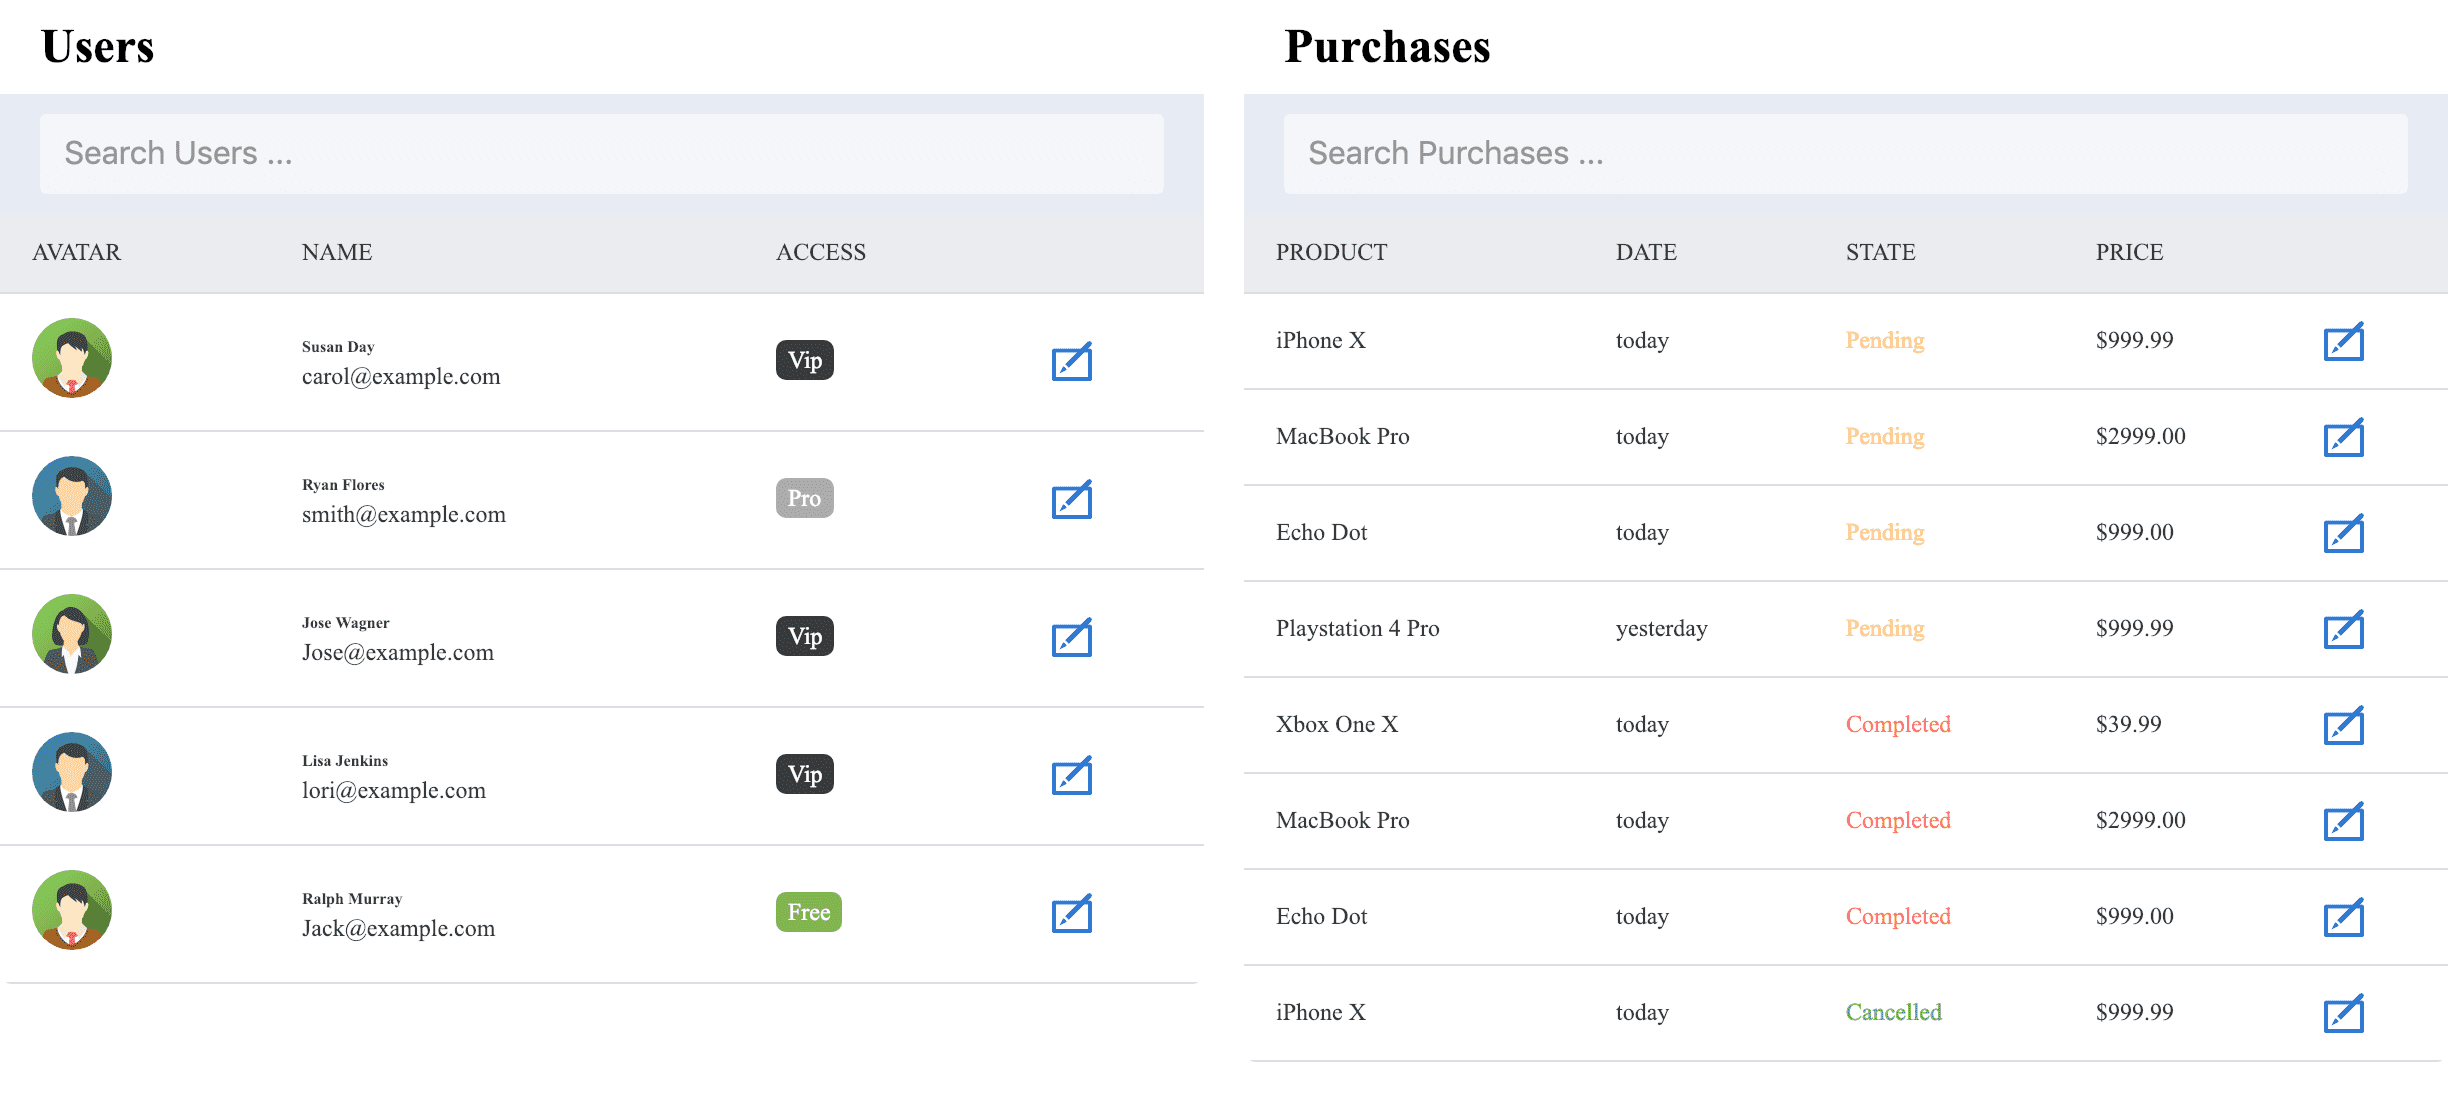 Users
Search Users ...
AVATAR NAME ACCESS
Susan Day
carol@example.com
Vip
Ryan Flores
smith@example.com
Pro
Jose Wagner
Jose@example.com
Vip
Lisa Jenkins
lori@example.com
Vip
Ralph Murray
Jack@example.com
Free
Purchases
Search Purchases ...
PRODUCT DATE STATE PRICE
iPhone X today Pending $999.99
MacBook Pro today Pending $2999.00
Echo Dot today Pending $999.00
Playstation 4 Pro yesterday Pending $999.99
Xbox One X today Completed $39.99
MacBook Pro today Completed $2999.00
Echo Dot today Completed $999.00
iPhone X today Cancelled $999.99